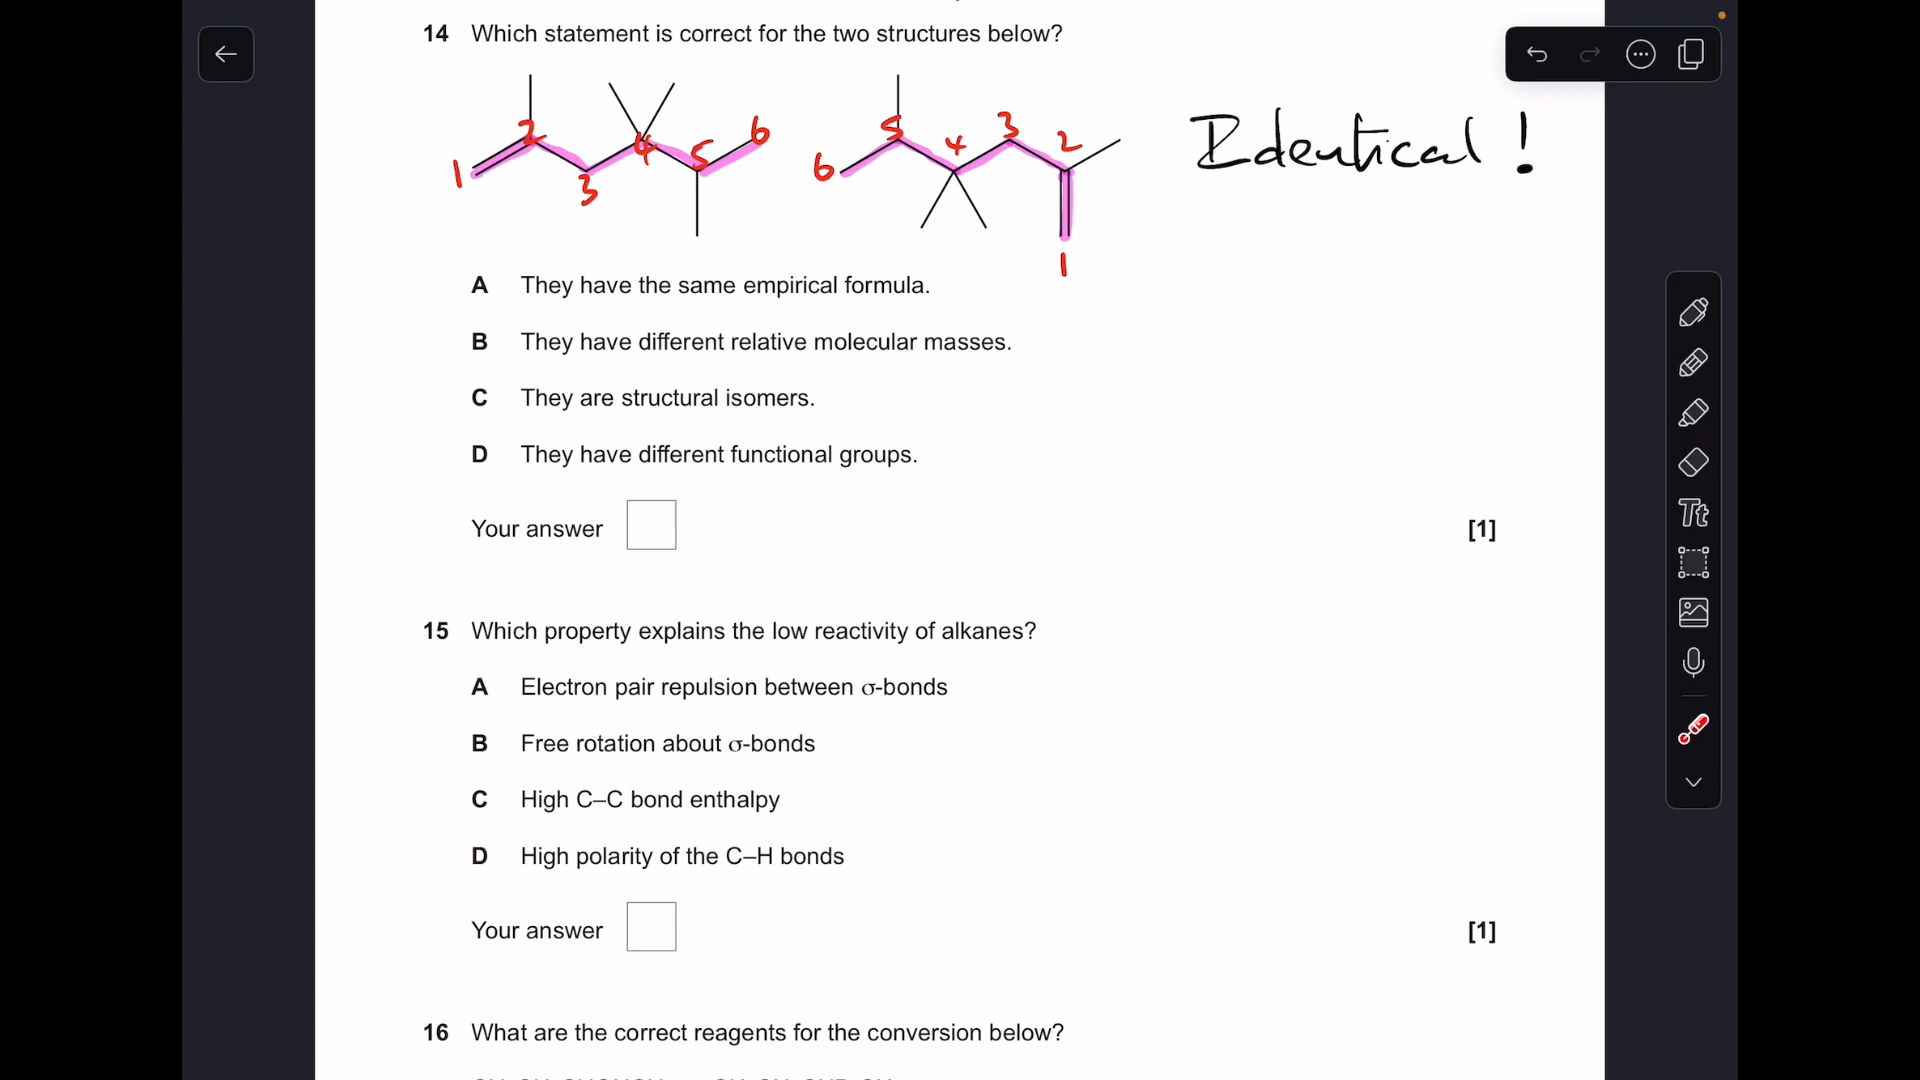 14 Which statement is correct for the two structures below?
1 2 3 4 5 6 6 5 4 3 2 1
Identical !
A They have the same empirical formula.
B They have different relative molecular masses.
C They are structural isomers.
D They have different functional groups.
Your answer [1]
15 Which property explains the low reactivity of alkanes?
A Electron pair repulsion between σ-bonds
B Free rotation about σ-bonds
C High C–C bond enthalpy
D High polarity of the C–H bonds
Your answer [1]
16 What are the correct reagents for the conversion below?
Tt